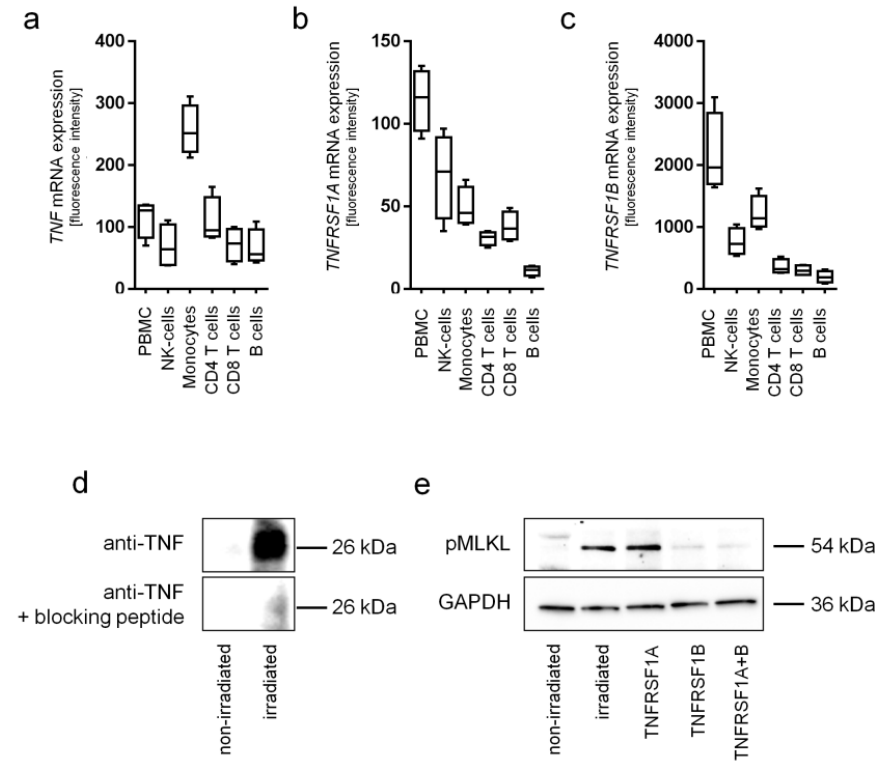 a
TNF mRNA expression
[fluorescence intensity]
400
300
200
100
0
PBMC
NK-cells
Monocytes
CD4 T cells
CD8 T cells
B cells
b
TNFRSF1A mRNA expression
[fluorescence intensity]
150
100
50
0
PBMC
NK-cells
Monocytes
CD4 T cells
CD8 T cells
B cells
c
TNFRSF1B mRNA expression
[fluorescence intensity]
4000
3000
2000
1000
0
PBMC
NK-cells
Monocytes
CD4 T cells
CD8 T cells
B cells
d
anti-TNF
26 kDa
anti-TNF
+ blocking peptide
26 kDa
non-irradiated
irradiated
e
pMLKL
54 kDa
GAPDH
36 kDa
non-irradiated
irradiated
TNFRSF1A
TNFRSF1B
TNFRSF1A+B